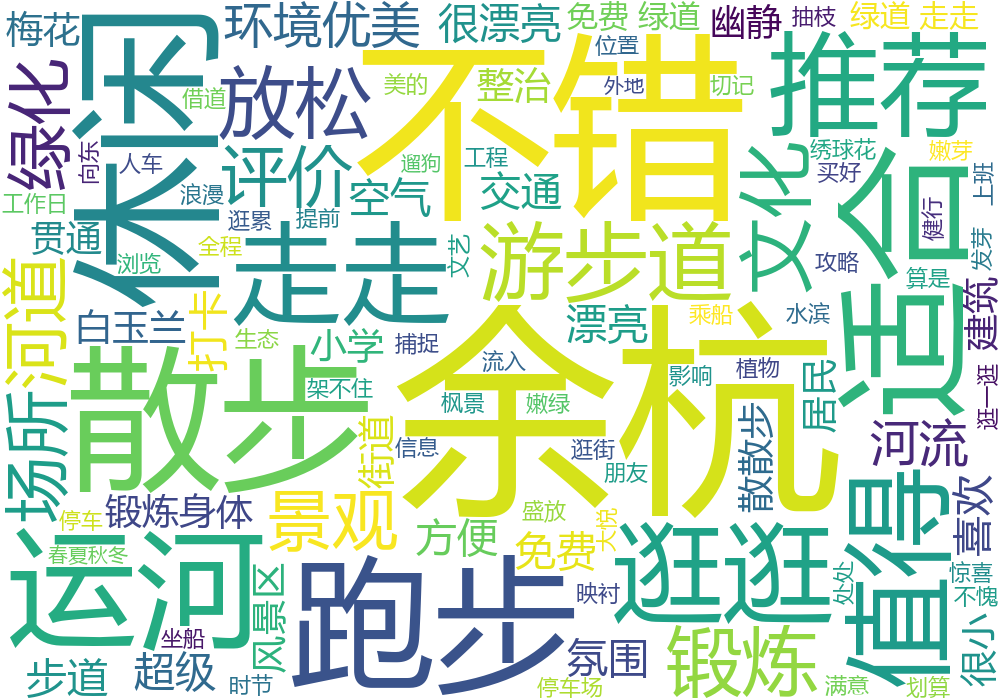 梅花
环境优美
很漂亮
免费 绿道
幽静
抽枝
绿道 走走
休闲
不错
位置
推荐
绿化
放松
美的
整治
外地
切记
借道
向东
人车
评价
遛狗
工程
绣球花
嫩芽
工作日
浪漫
空气
交通
文化
买好
适合
上班
贯通
逛累
提前
健行
浏览
全程
走走
文艺
游步道
攻略
发芽
算是
河道
白玉兰
打卡
生态
小学
捕捉
漂亮
乘船
水滨
建筑
散步
架不住
流入
余杭
影响
植物
逛一逛
场所
枫景
嫩绿
居民
街道
信息
逛街
朋友
散散步
河流
停车
锻炼身体
景观
方便
盛放
大悦
免费
喜欢
值得
春夏秋冬
运河
风景区
跑步
映衬
逛逛
处处
惊喜
不愧
坐船
步道
超级
时节
氛围
锻炼
很小
停车场
满意
划算